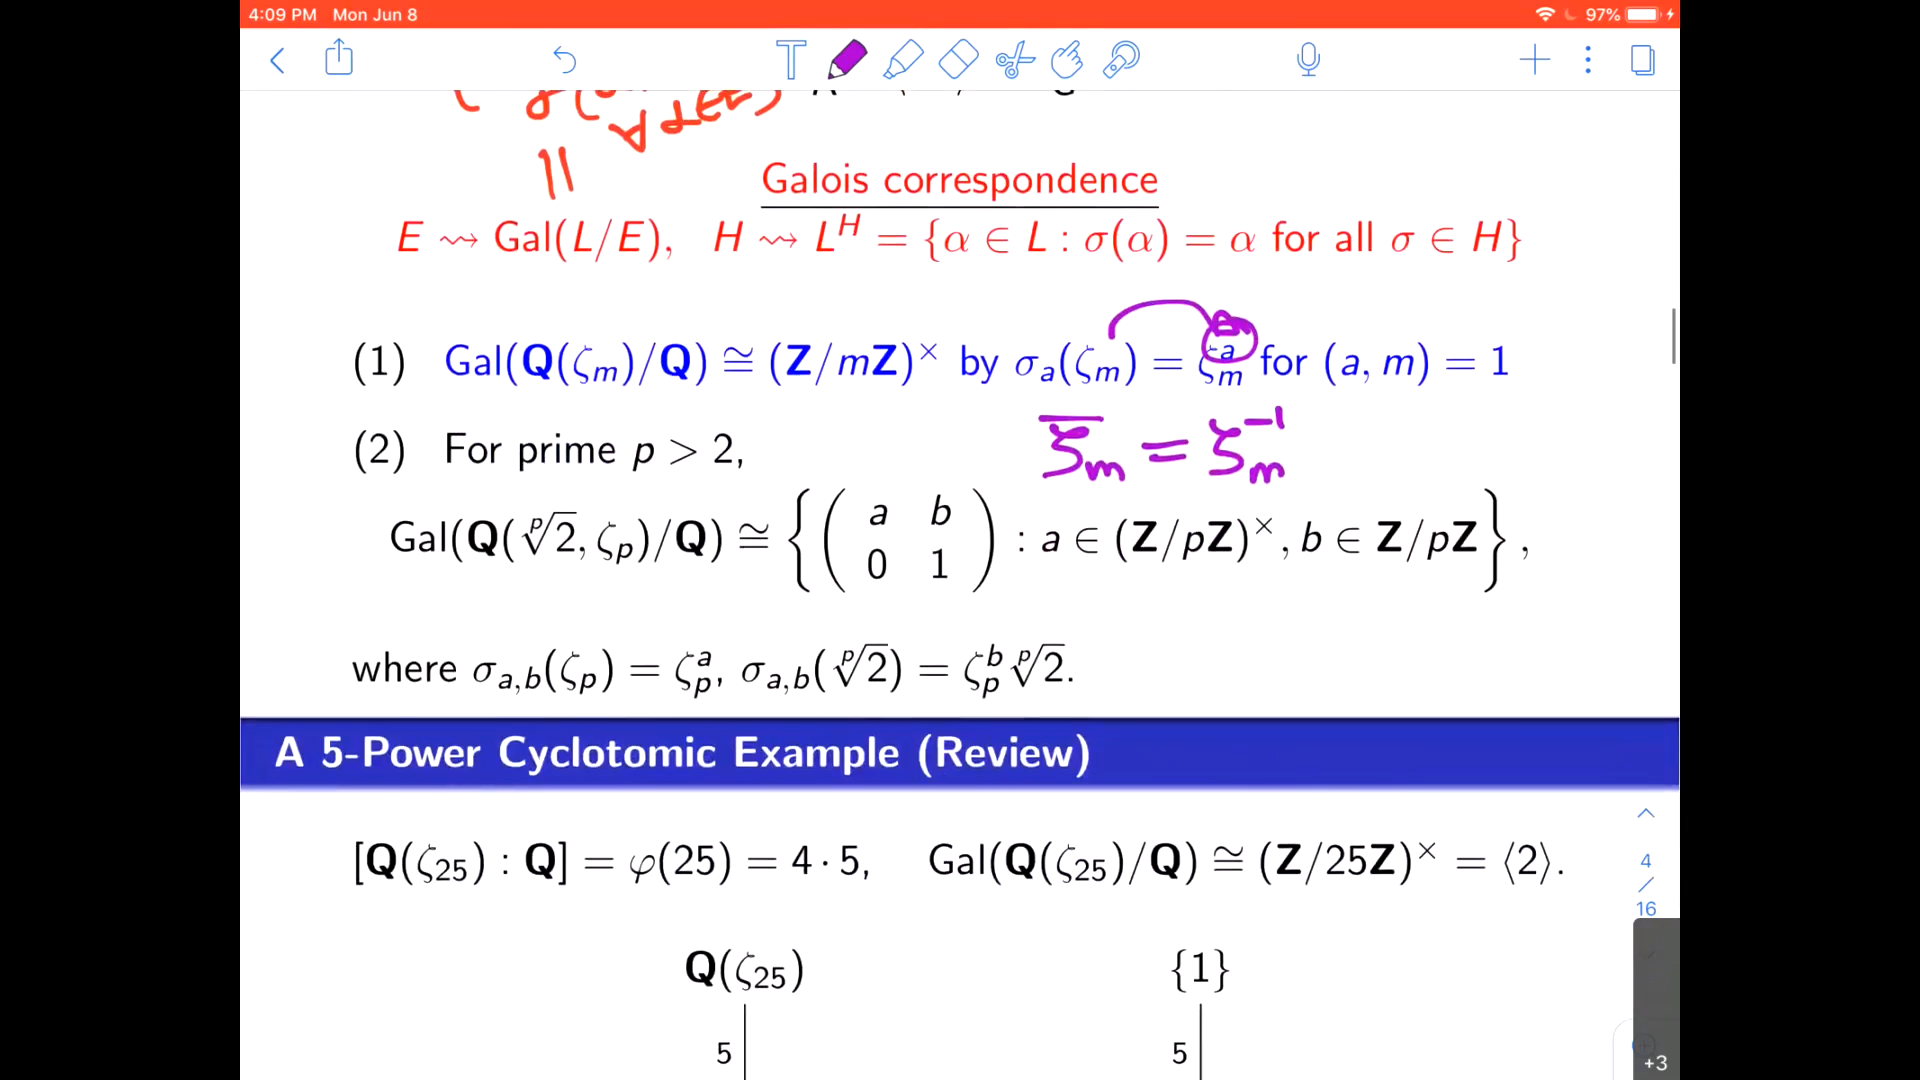 4:09 PM Mon Jun 8 97%
∀ α∈E}
||
Galois correspondence
E ⇝ Gal(L/E), H ⇝ L^H = {α ∈ L : σ(α) = α for all σ ∈ H}
(1) Gal(Q(ζ_m)/Q) ≅ (Z/mZ)^× by σ_a(ζ_m) = ζ_m^a for (a, m) = 1
(2) For prime p > 2,
ζ̅_m = ζ_m^{-1}
Gal(Q(ᵖ√2, ζ_p)/Q) ≅ {( a b ; 0 1 ) : a ∈ (Z/pZ)^×, b ∈ Z/pZ},
where σ_{a,b}(ζ_p) = ζ_p^a, σ_{a,b}(ᵖ√2) = ζ_p^b ᵖ√2.
A 5-Power Cyclotomic Example (Review)
[Q(ζ_25) : Q] = φ(25) = 4 · 5, Gal(Q(ζ_25)/Q) ≅ (Z/25Z)^× = ⟨2⟩.
4
/
16
Q(ζ_25) {1}
5 5
+3